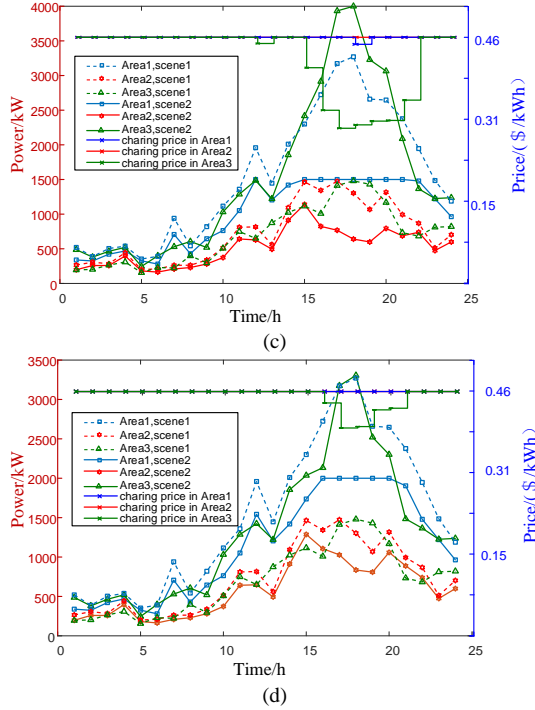 4000
3500
3000
2500
2000
1500
1000
500
0
Power/kW
Area1,scene1
Area2,scene1
Area3,scene1
Area1,scene2
Area2,scene2
Area3,scene2
charing price in Area1
charing price in Area2
charing price in Area3
0.46
0.31
0.15
Price/(＄/kWh)
0 5 10 15 20 25
Time/h
(c)
3500
3000
2500
2000
1500
1000
500
0
Power/kW
Area1,scene1
Area2,scene1
Area3,scene1
Area1,scene2
Area2,scene2
Area3,scene2
charing price in Area1
charing price in Area2
charing price in Area3
0.46
0.31
0.15
Price/(＄/kWh)
0 5 10 15 20 25
Time/h
(d)